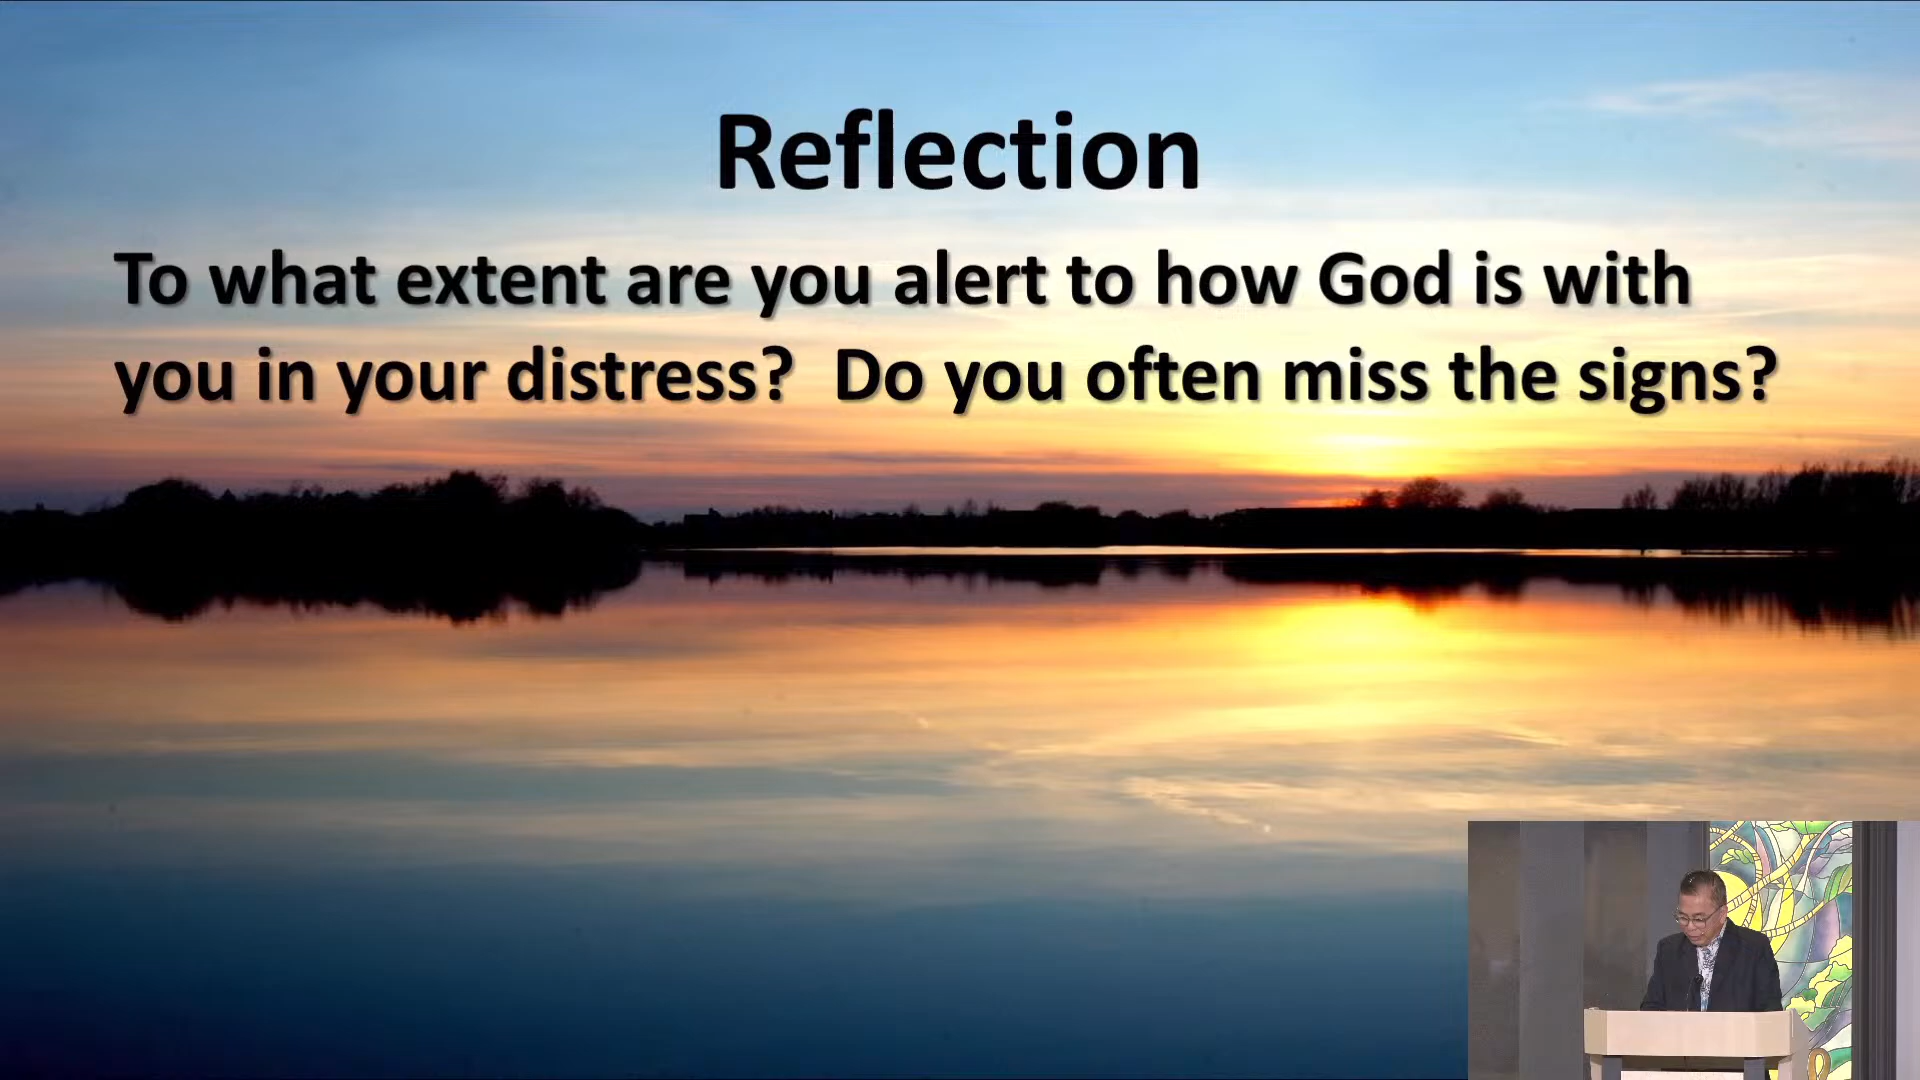 Reflection
To what extent are you alert to how God is with
you in your distress?  Do you often miss the signs?